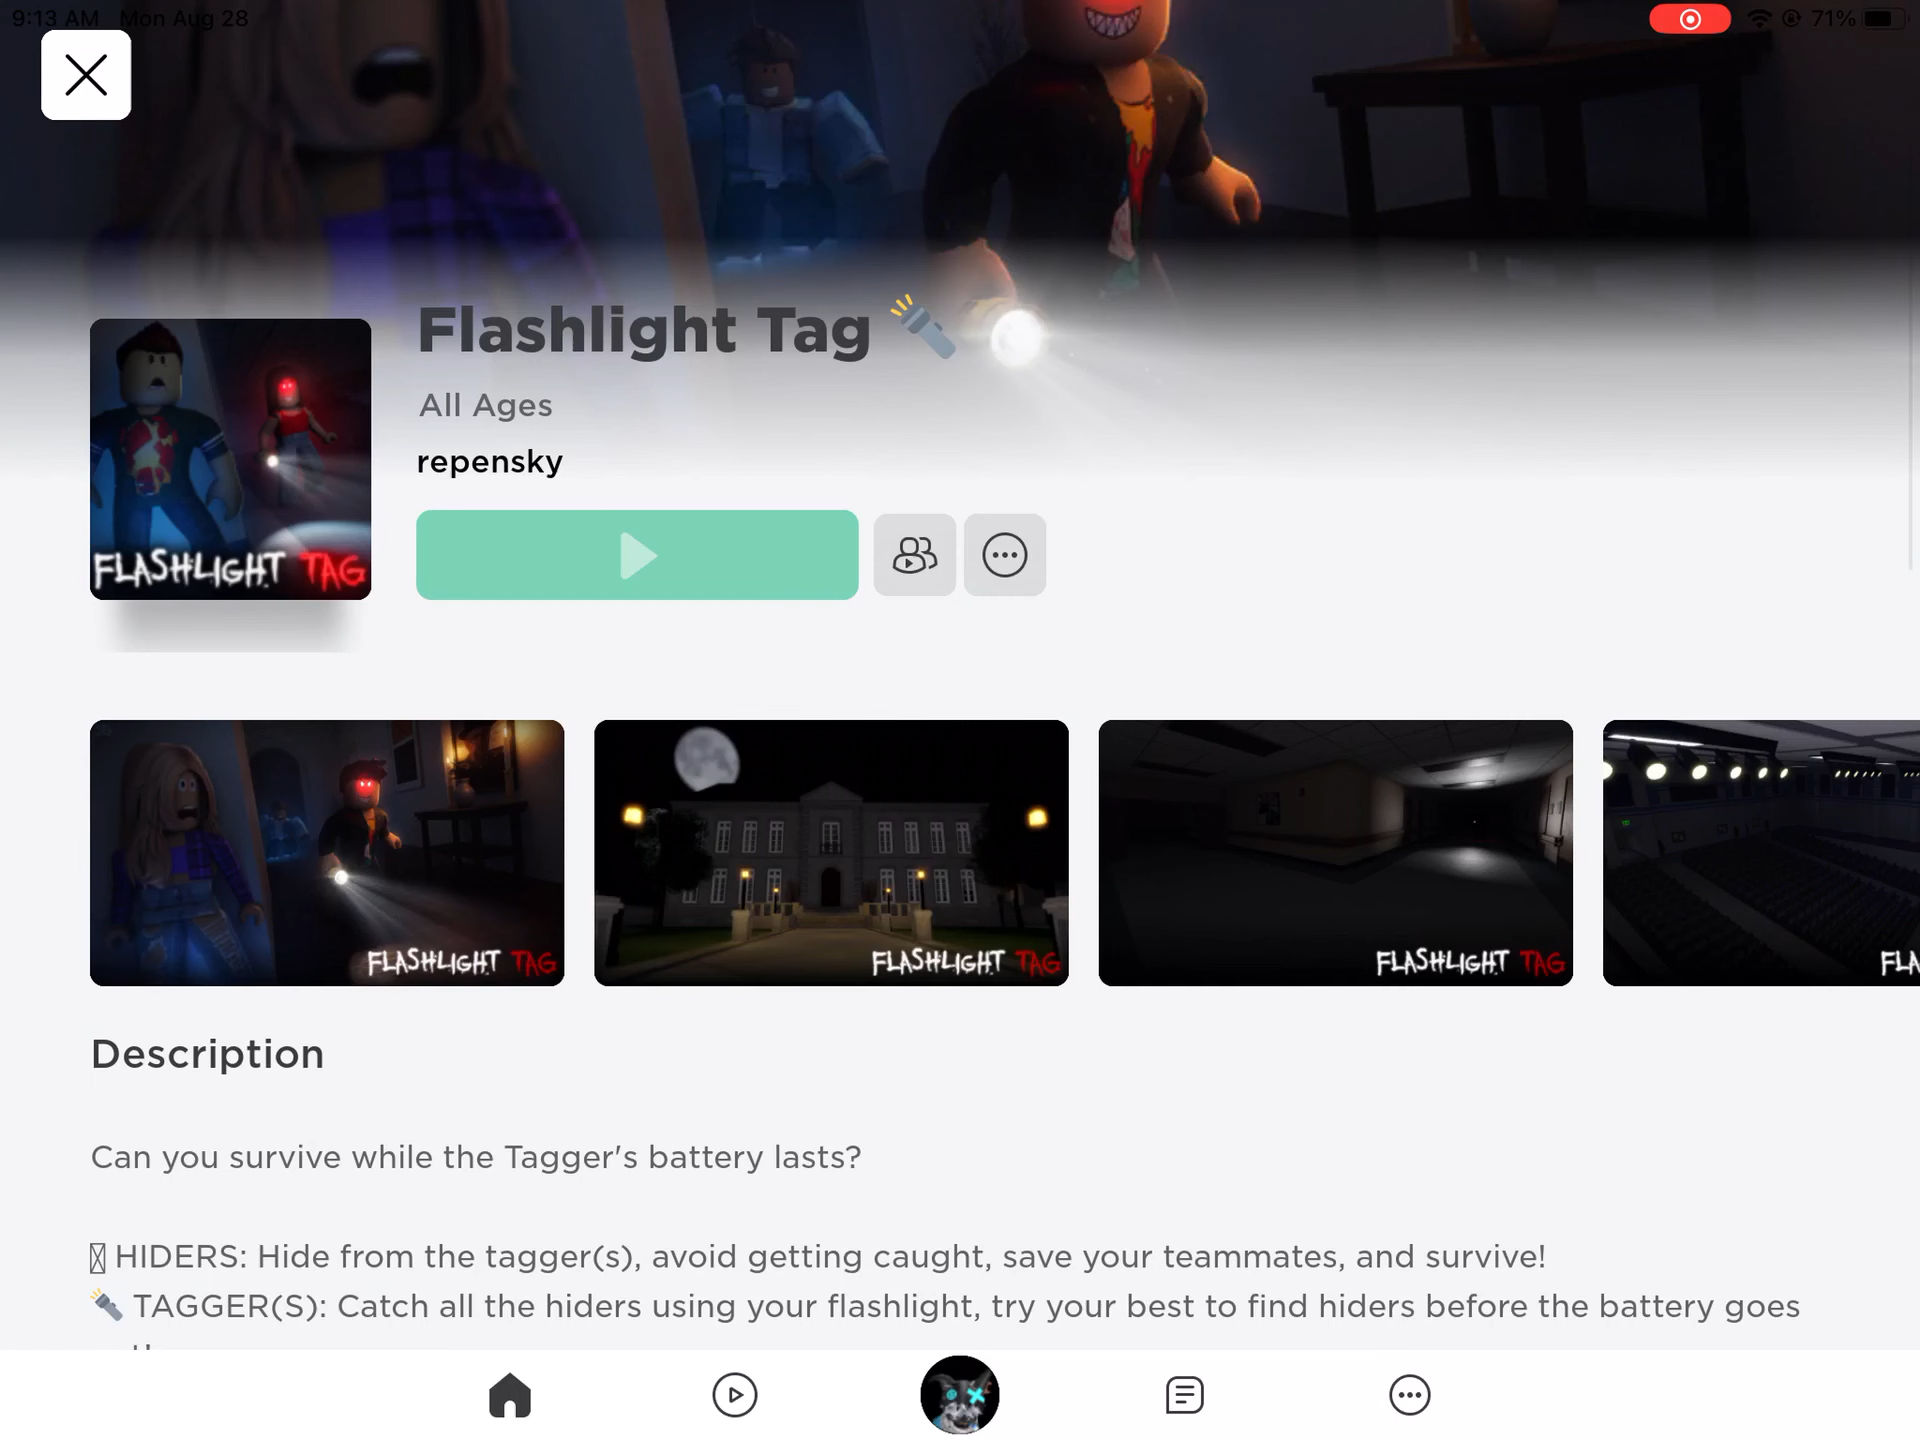 9:13 AM Mon Aug 28
71%
Flashlight Tag
All Ages
repensky
FLASHLIGHT TAG
FLASHLIGHT TAG
FLASHLIGHT TAG
FLASHLIGHT TAG
FLA
Description
Can you survive while the Tagger's battery lasts?
HIDERS: Hide from the tagger(s), avoid getting caught, save your teammates, and survive!
TAGGER(S): Catch all the hiders using your flashlight, try your best to find hiders before the battery goes